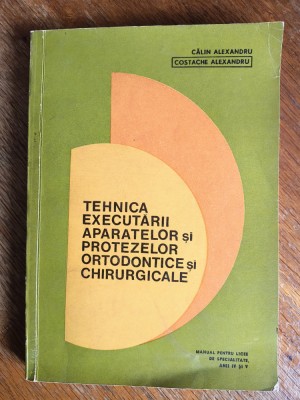 CĂLIN ALEXANDRU
COSTACHE ALEXANDRU
TEHNICA
EXECUTĂRII
APARATELOR și
PROTEZELOR
ORTODONTICE și
CHIRURGICALE
MANUAL PENTRU LICEE
DE SPECIALITATE,
ANII IV ȘI V